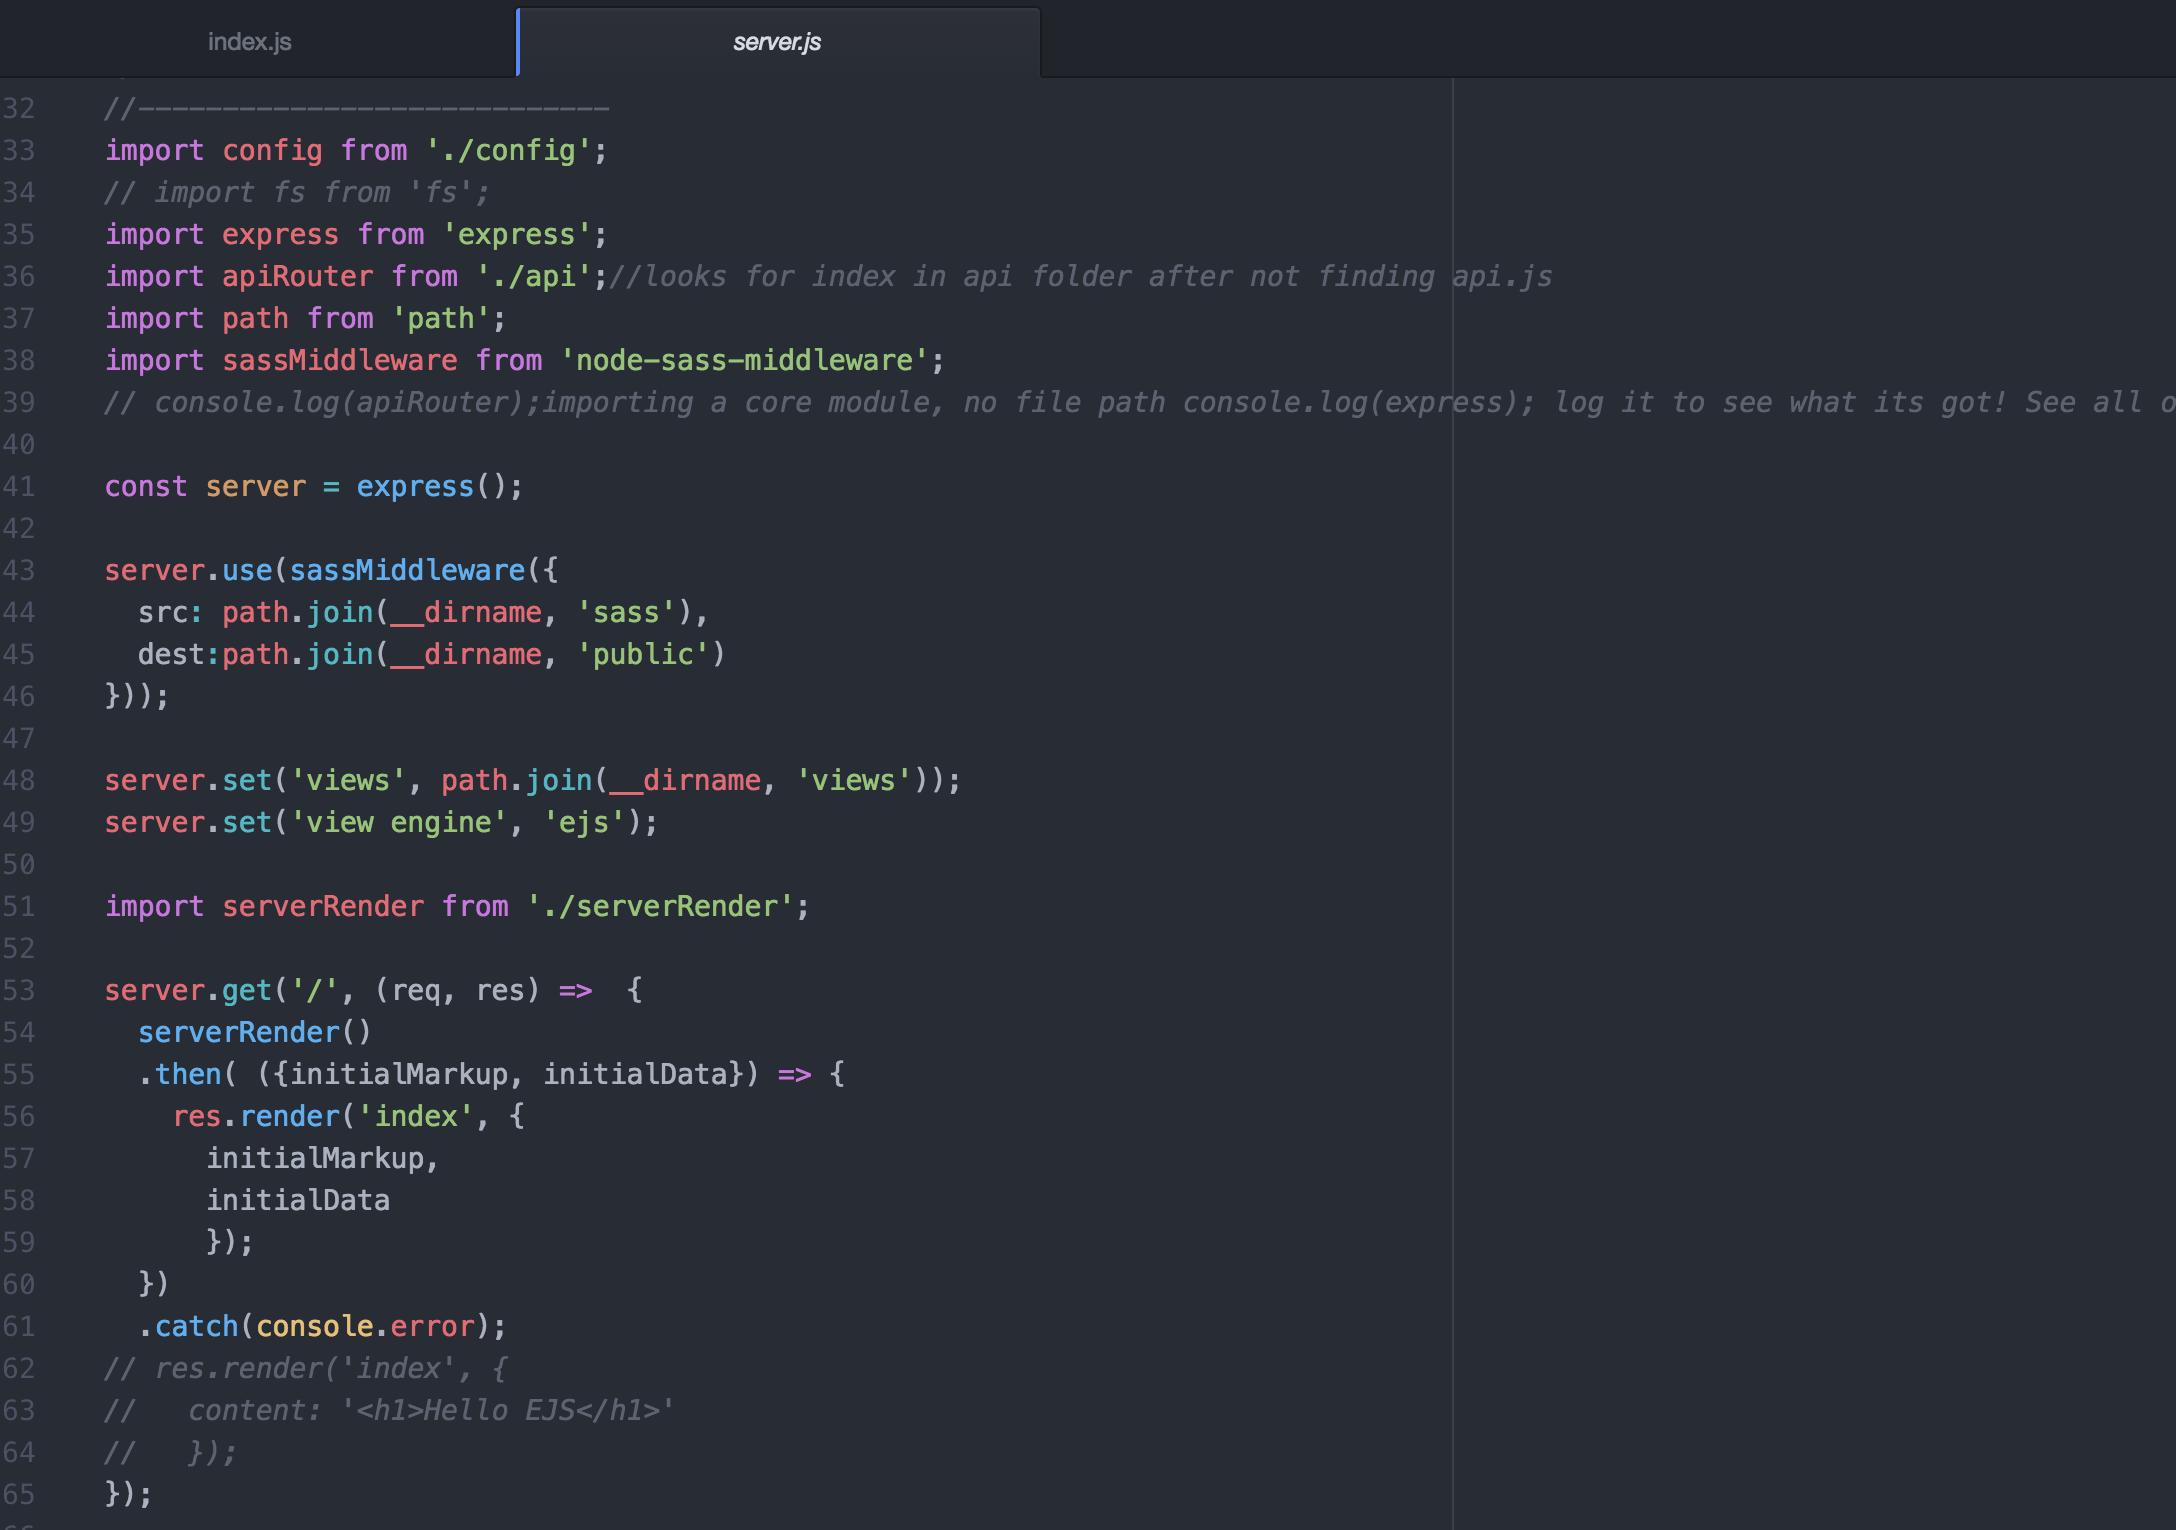 index.js
server.js
32 //----------------------------
33 import config from './config';
34 // import fs from 'fs';
35 import express from 'express';
36 import apiRouter from './api';//looks for index in api folder after not finding api.js
37 import path from 'path';
38 import sassMiddleware from 'node-sass-middleware';
39 // console.log(apiRouter);importing a core module, no file path console.log(express); log it to see what its got! See all o
40
41 const server = express();
42
43 server.use(sassMiddleware({
44   src: path.join(__dirname, 'sass'),
45   dest:path.join(__dirname, 'public')
46 }));
47
48 server.set('views', path.join(__dirname, 'views'));
49 server.set('view engine', 'ejs');
50
51 import serverRender from './serverRender';
52
53 server.get('/', (req, res) =>  {
54   serverRender()
55   .then( ({initialMarkup, initialData}) => {
56     res.render('index', {
57       initialMarkup,
58       initialData
59       });
60   })
61   .catch(console.error);
62 // res.render('index', {
63 //   content: '<h1>Hello EJS</h1>'
64 //   });
65 });